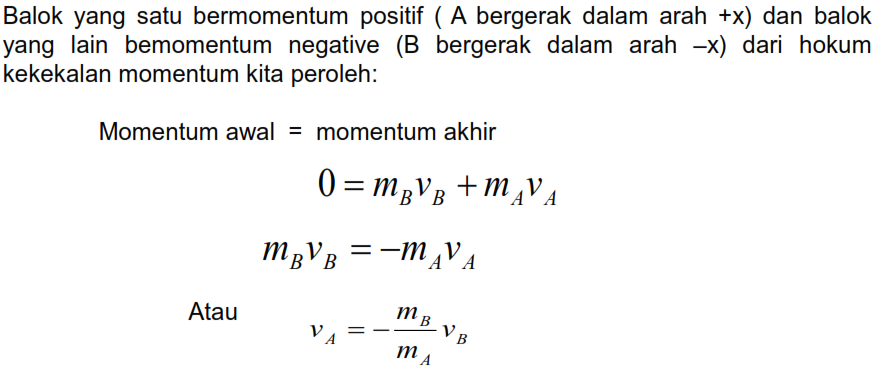 Balok yang satu bermomentum positif ( A bergerak dalam arah +x) dan balok
yang lain bemomentum negative (B bergerak dalam arah –x) dari hokum
kekekalan momentum kita peroleh:
Momentum awal = momentum akhir
0 = m_B v_B + m_A v_A
m_B v_B = −m_A v_A
Atau v_A = − \frac{m_B}{m_A} v_B